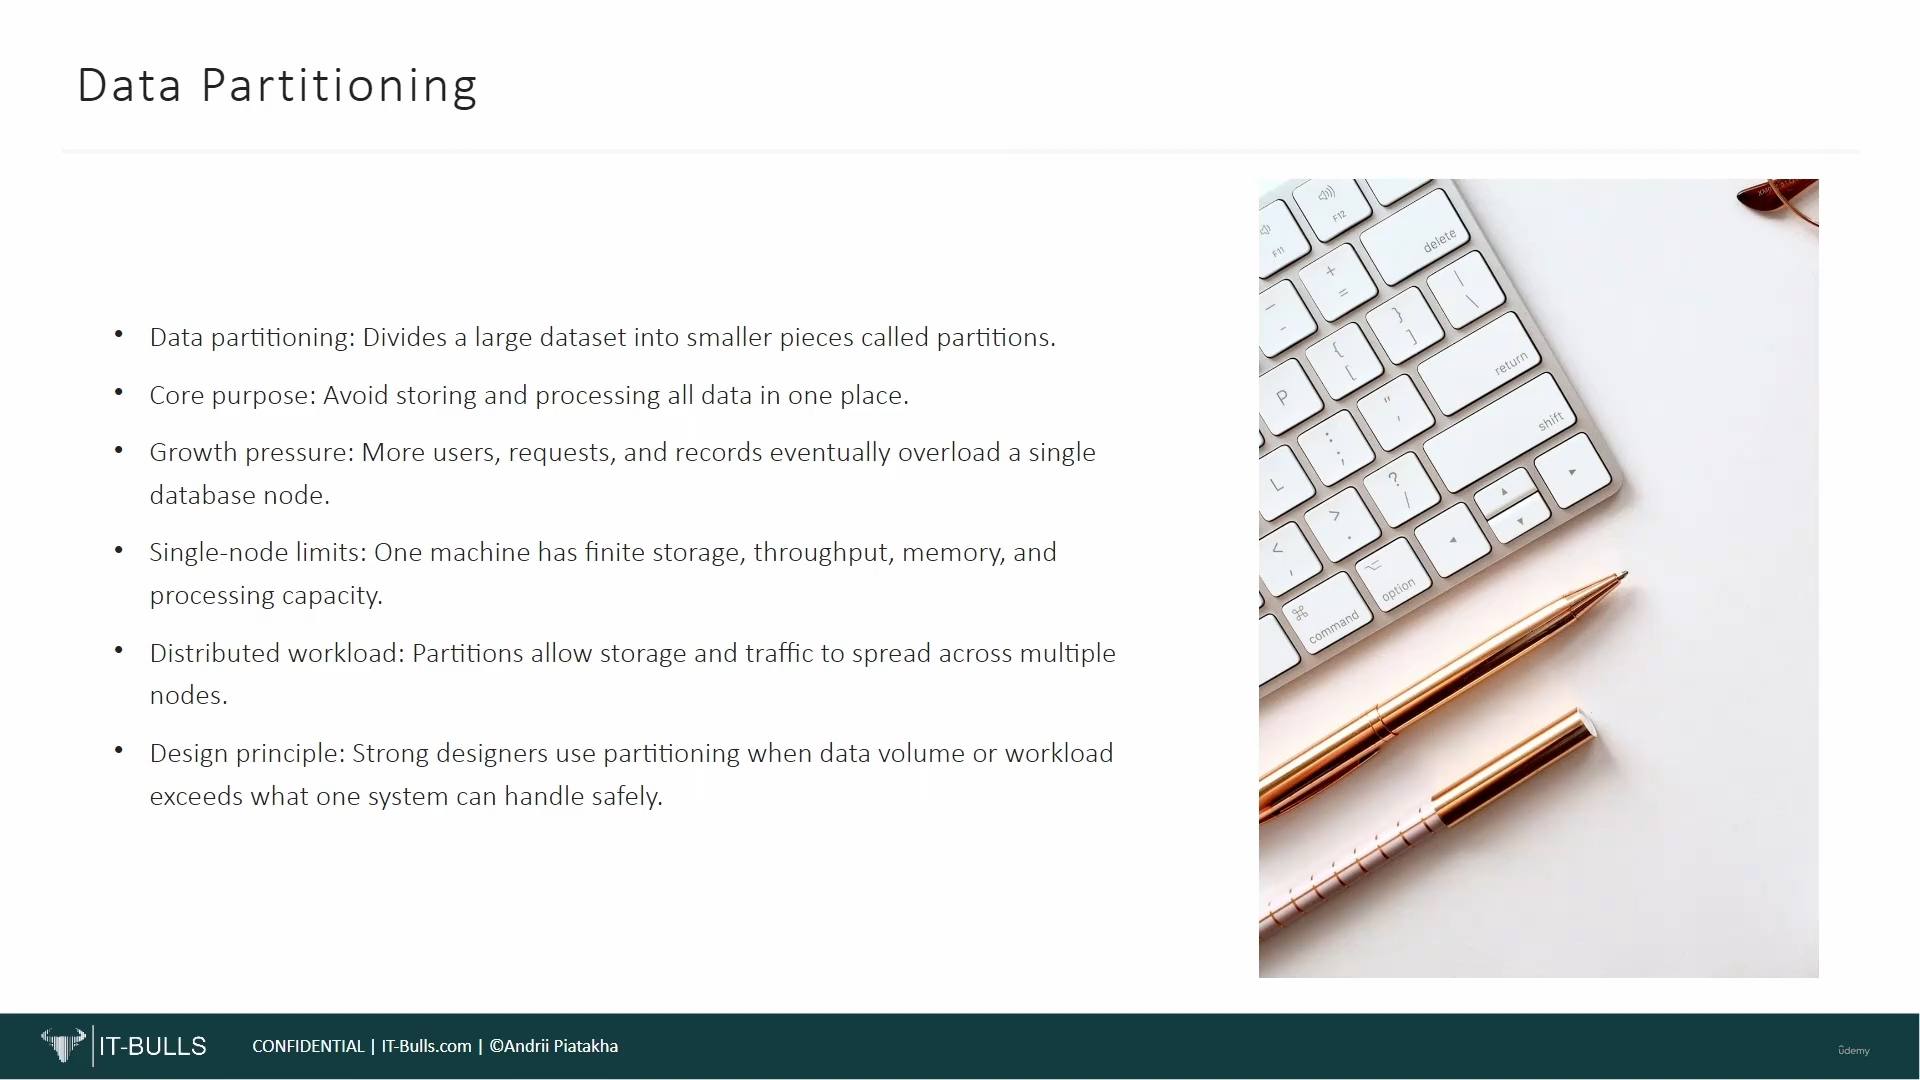 Data Partitioning
• Data partitioning: Divides a large dataset into smaller pieces called partitions.
• Core purpose: Avoid storing and processing all data in one place.
• Growth pressure: More users, requests, and records eventually overload a single
database node.
• Single-node limits: One machine has finite storage, throughput, memory, and
processing capacity.
• Distributed workload: Partitions allow storage and traffic to spread across multiple
nodes.
• Design principle: Strong designers use partitioning when data volume or workload
exceeds what one system can handle safely.
F12
F11
delete
+
=
return
shift
P
L
option
command
IT-BULLS
CONFIDENTIAL | IT-Bulls.com | ©Andrii Piatakha
ûdemy